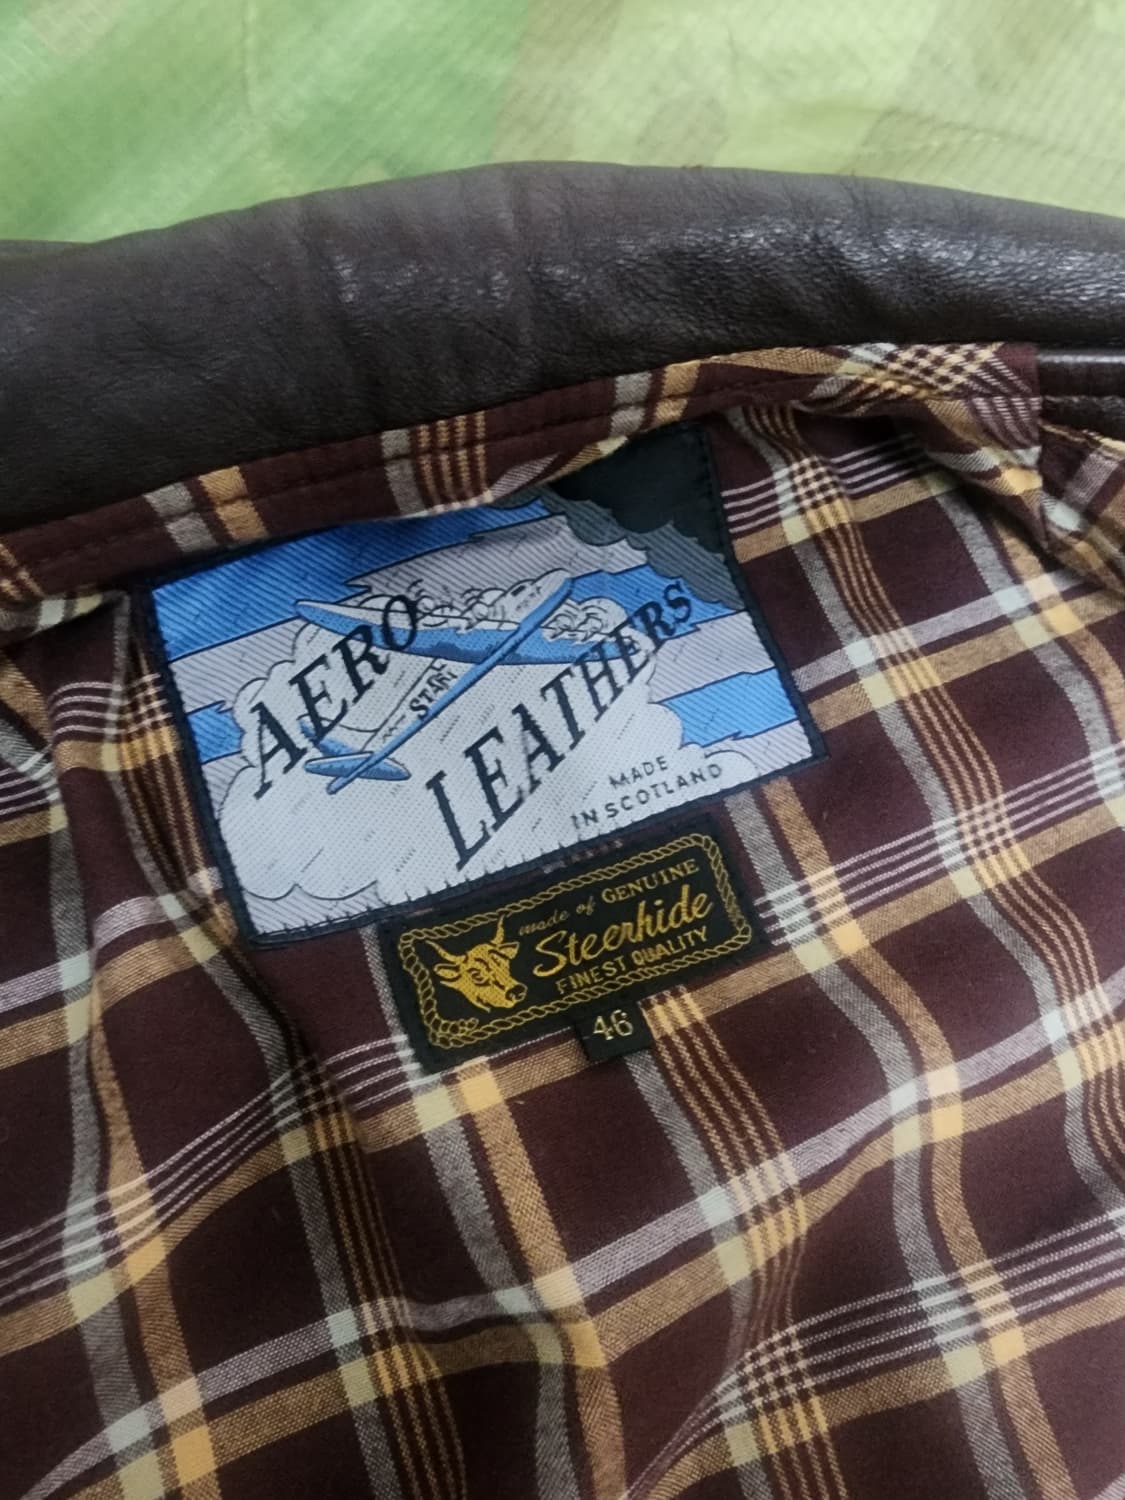 AERO
LEATHERS
MADE
IN SCOTLAND
made of GENUINE
Steerhide
FINEST QUALITY
46